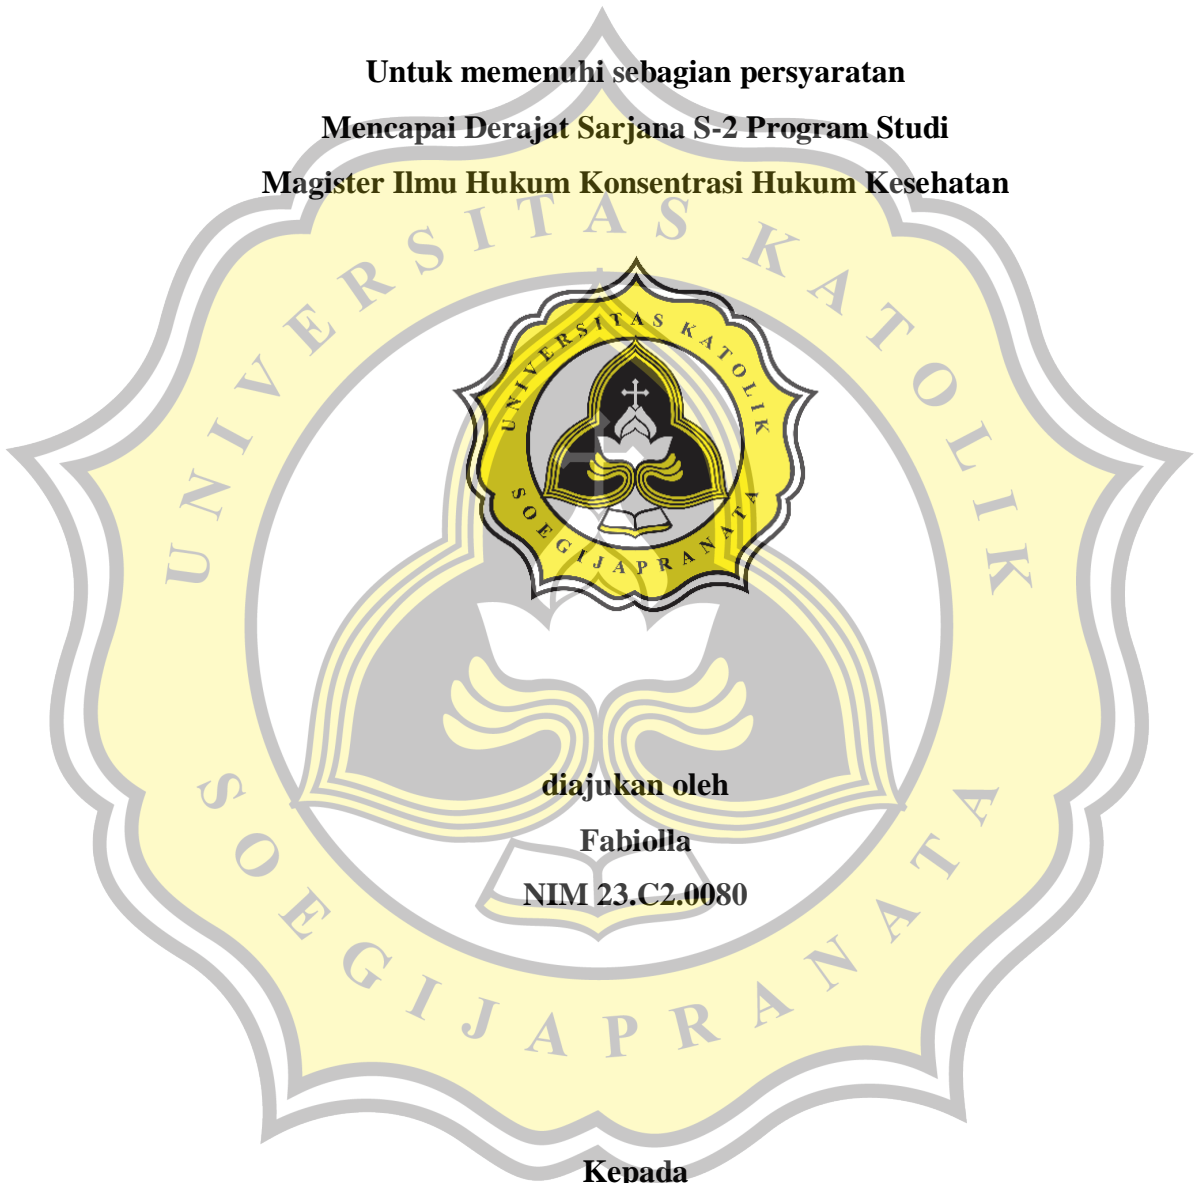 Untuk memenuhi sebagian persyaratan
Mencapai Derajat Sarjana S-2 Program Studi
Magister Ilmu Hukum Konsentrasi Hukum Kesehatan
UNIVERSITAS KATOLIK
SOEGIJAPRANATA
UNIVERSITAS KATOLIK
SOEGIJAPRANATA
diajukan oleh
Fabiolla
NIM 23.C2.0080
Kepada